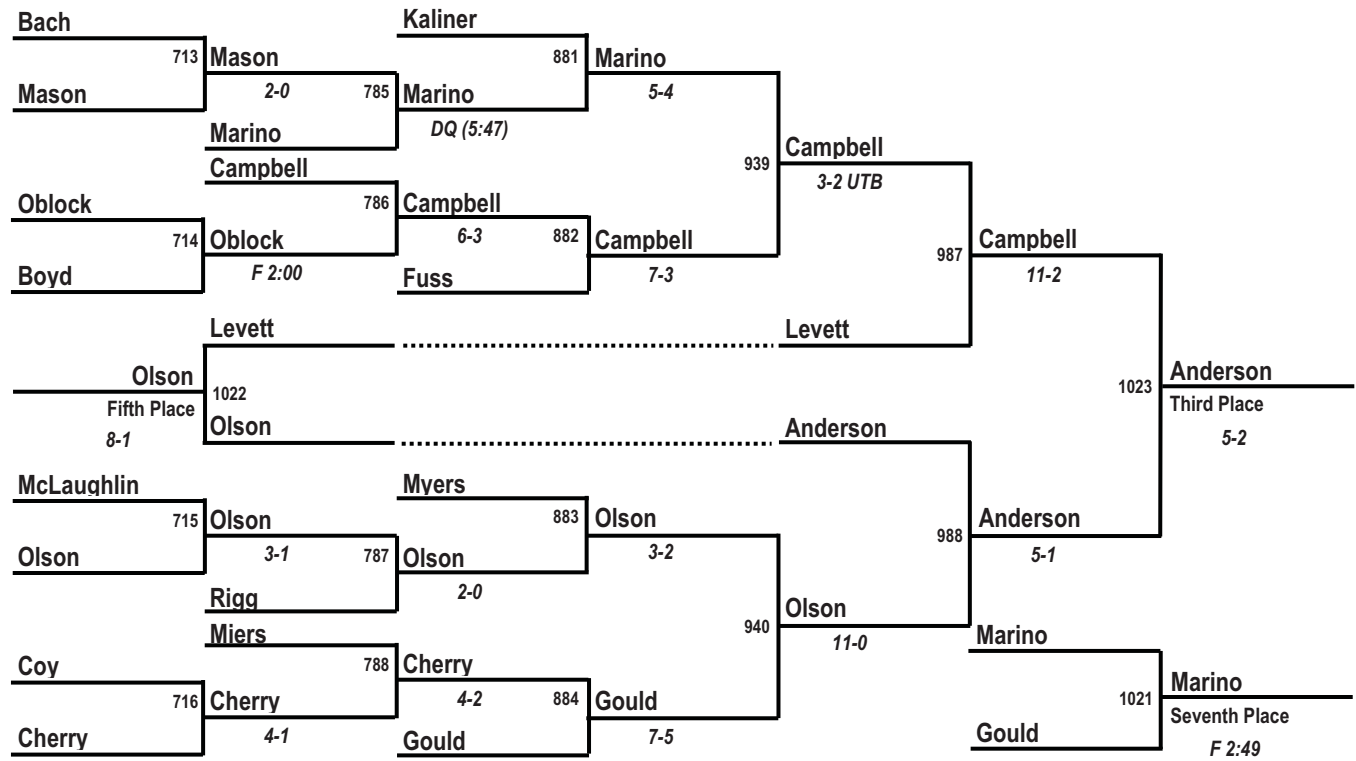 Bach
Kaliner
713 Mason
881 Marino
Mason
2-0
785 Marino
5-4
Marino
DQ (5:47)
Campbell
939 Campbell
3-2 UTB
Oblock
786 Campbell
714 Oblock
6-3
882 Campbell
987 Campbell
Boyd
F 2:00
Fuss
7-3
11-2
Levett
Levett
Olson
1022
1023 Anderson
Fifth Place
Third Place
8-1
Olson
Anderson
5-2
McLaughlin
Myers
715 Olson
883 Olson
988 Anderson
Olson
3-1
787 Olson
3-2
5-1
Rigg
2-0
940 Olson
Miers
11-0
Marino
Coy
788 Cherry
716 Cherry
4-2
884 Gould
1021 Marino
Cherry
4-1
Gould
7-5
Gould
Seventh Place
F 2:49